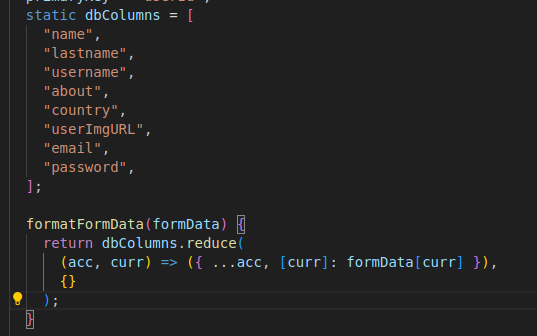 static dbColumns = [
"name",
"lastname",
"username",
"about",
"country",
"userImgURL",
"email",
"password",
];
formatFormData(formData) {
return dbColumns.reduce(
(acc, curr) => ({ ...acc, [curr]: formData[curr] }),
{}
);
}